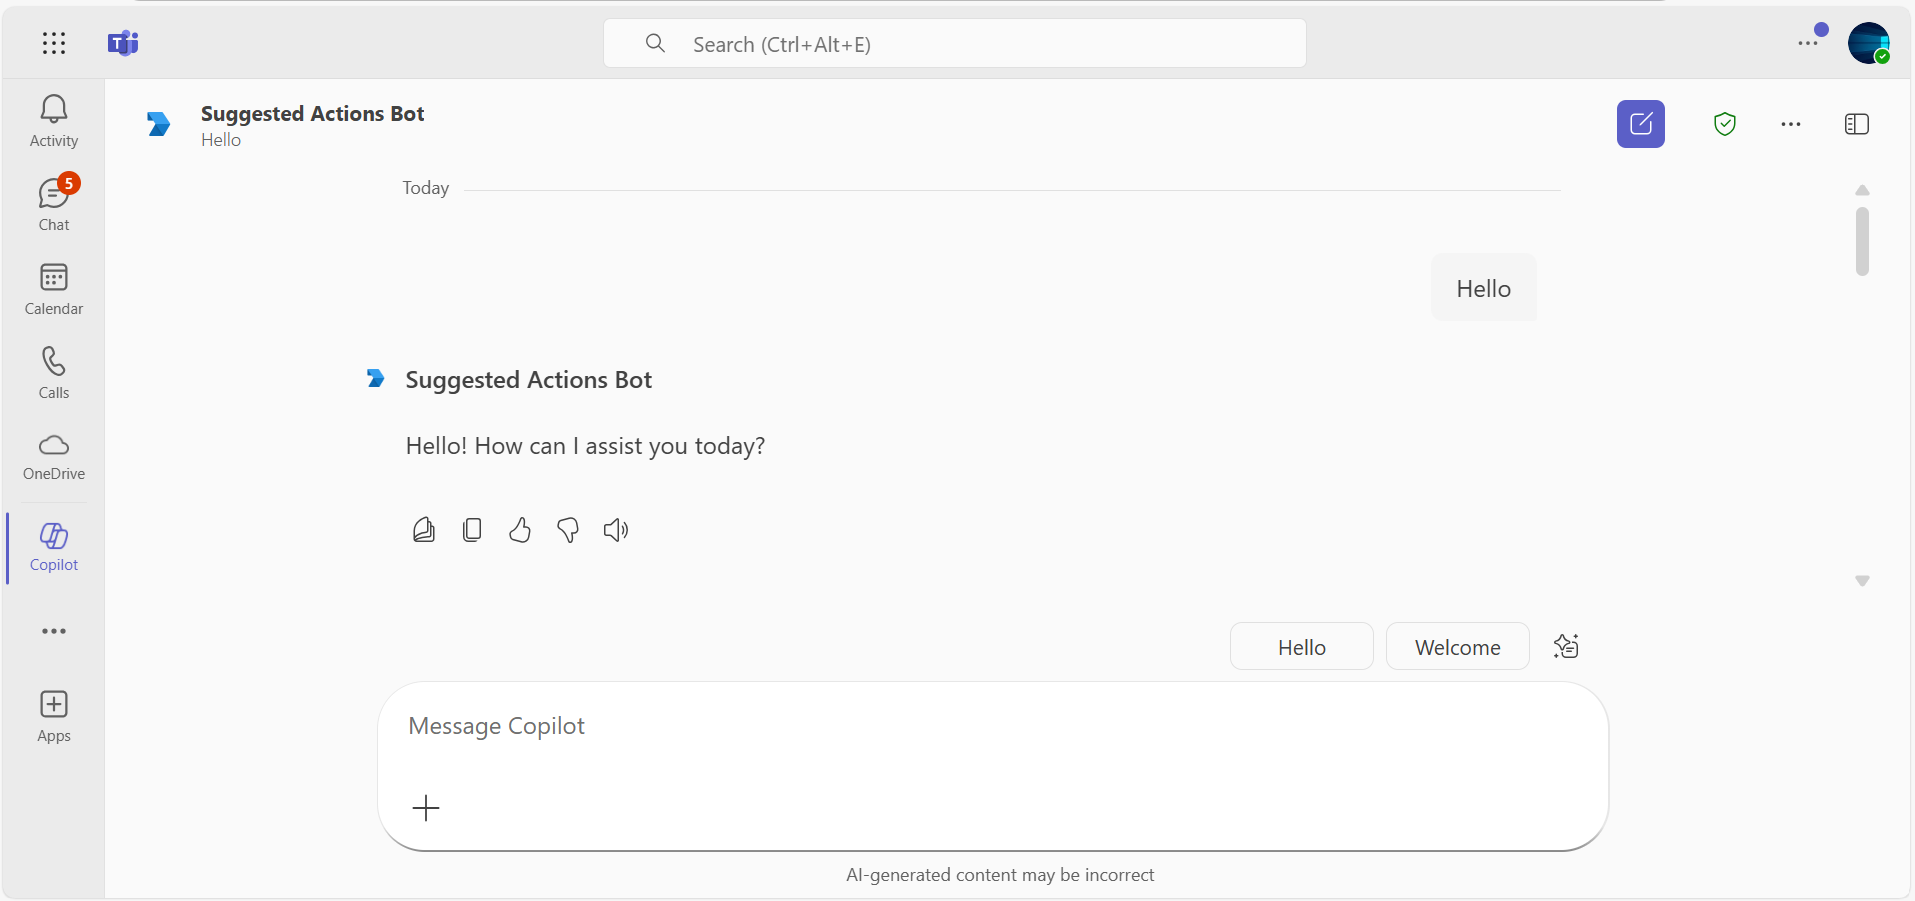 Search (Ctrl+Alt+E)
Activity
5
Chat
Calendar
Calls
OneDrive
Copilot
Apps
Suggested Actions Bot
Hello
Today
Hello
Suggested Actions Bot
Hello! How can I assist you today?
Hello
Welcome
Message Copilot
AI-generated content may be incorrect